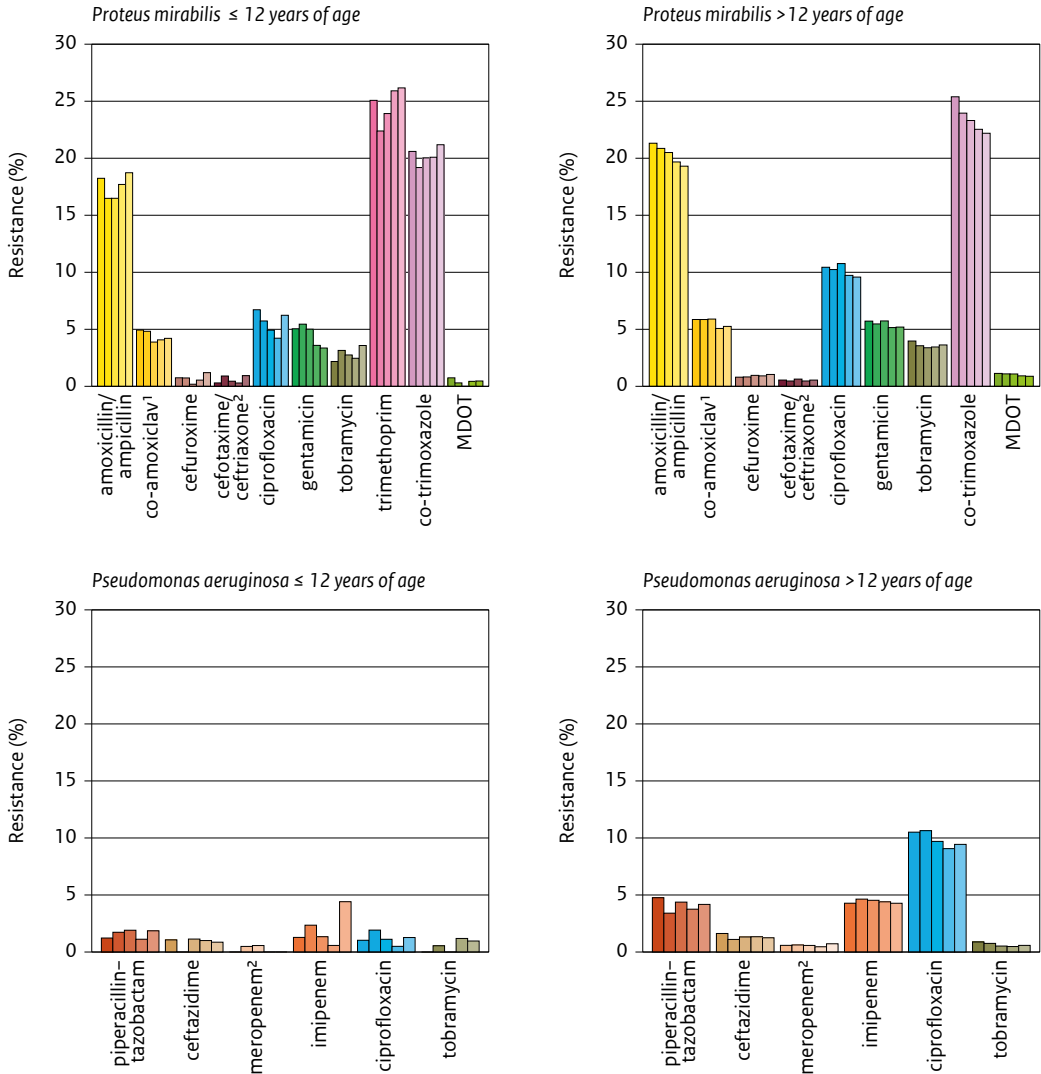 Proteus mirabilis ≤ 12 years of age
30
25
20
15
10
5
0
Resistance (%)
amoxicillin/
ampicillin
co-amoxiclav¹
cefuroxime
cefotaxime/
ceftriaxone²
ciprofloxacin
gentamicin
tobramycin
trimethoprim
co-trimoxazole
MDOT
Proteus mirabilis >12 years of age
30
25
20
15
10
5
0
Resistance (%)
amoxicillin/
ampicillin
co-amoxiclav¹
cefuroxime
cefotaxime/
ceftriaxone²
ciprofloxacin
gentamicin
tobramycin
co-trimoxazole
MDOT
Pseudomonas aeruginosa ≤ 12 years of age
30
25
20
15
10
5
0
Resistance (%)
piperacillin–
tazobactam
ceftazidime
meropenem²
imipenem
ciprofloxacin
tobramycin
Pseudomonas aeruginosa >12 years of age
30
25
20
15
10
5
0
Resistance (%)
piperacillin–
tazobactam
ceftazidime
meropenem²
imipenem
ciprofloxacin
tobramycin